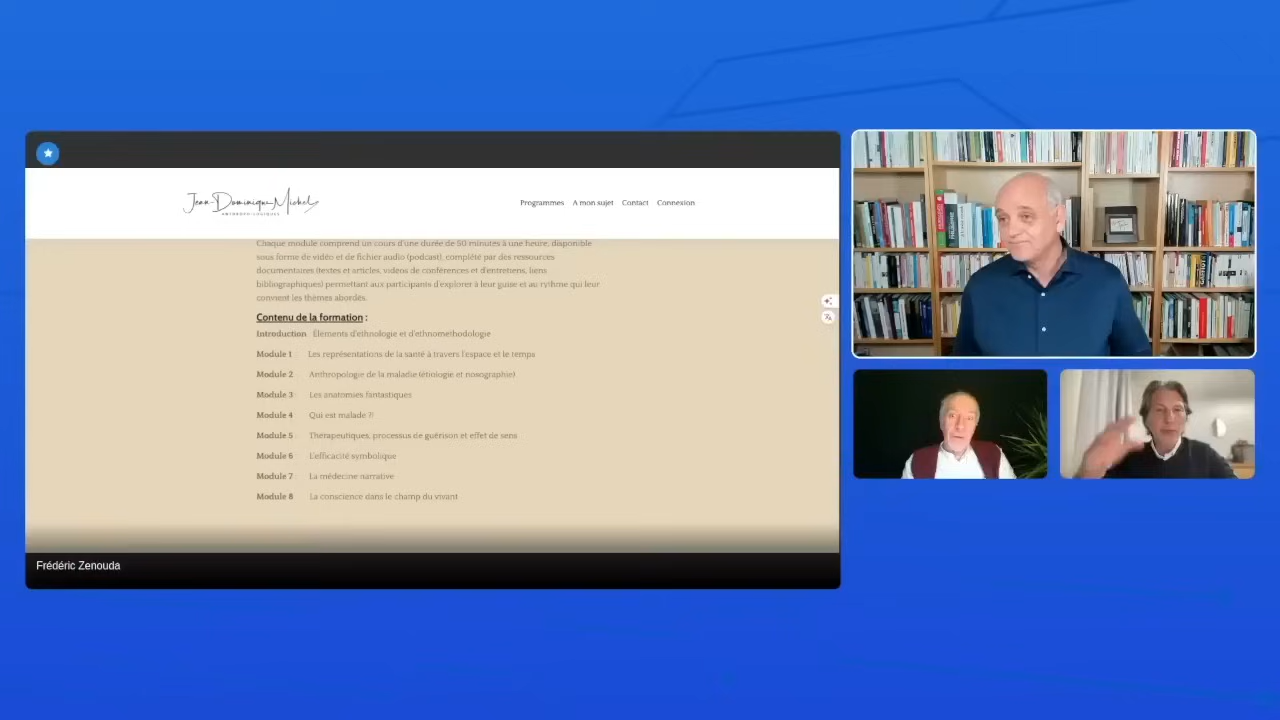 Jean-Dominique Michel
ANTHROPO-LOGIQUES
Programmes A mon sujet Contact Connexion
Chaque module comprend un cours d'une durée de 50 minutes à une heure, disponible
sous forme de vidéo et de fichier audio (podcast), complété par des ressources
documentaires (textes et articles, vidéos de conférences et d'entretiens, liens
bibliographiques) permettant aux participants d'explorer à leur guise et au rythme qui leur
convient les thèmes abordés.
Contenu de la formation :
Introduction Éléments d'ethnologie et d'ethnométhodologie
Module 1 Les représentations de la santé à travers l'espace et le temps
Module 2 Anthropologie de la maladie (étiologie et nosographie)
Module 3 Les anatomies fantastiques
Module 4 Qui est malade ?!
Module 5 Thérapeutiques, processus de guérison et effet de sens
Module 6 L'efficacité symbolique
Module 7 La médecine narrative
Module 8 La conscience dans le champ du vivant
Frédéric Zenouda